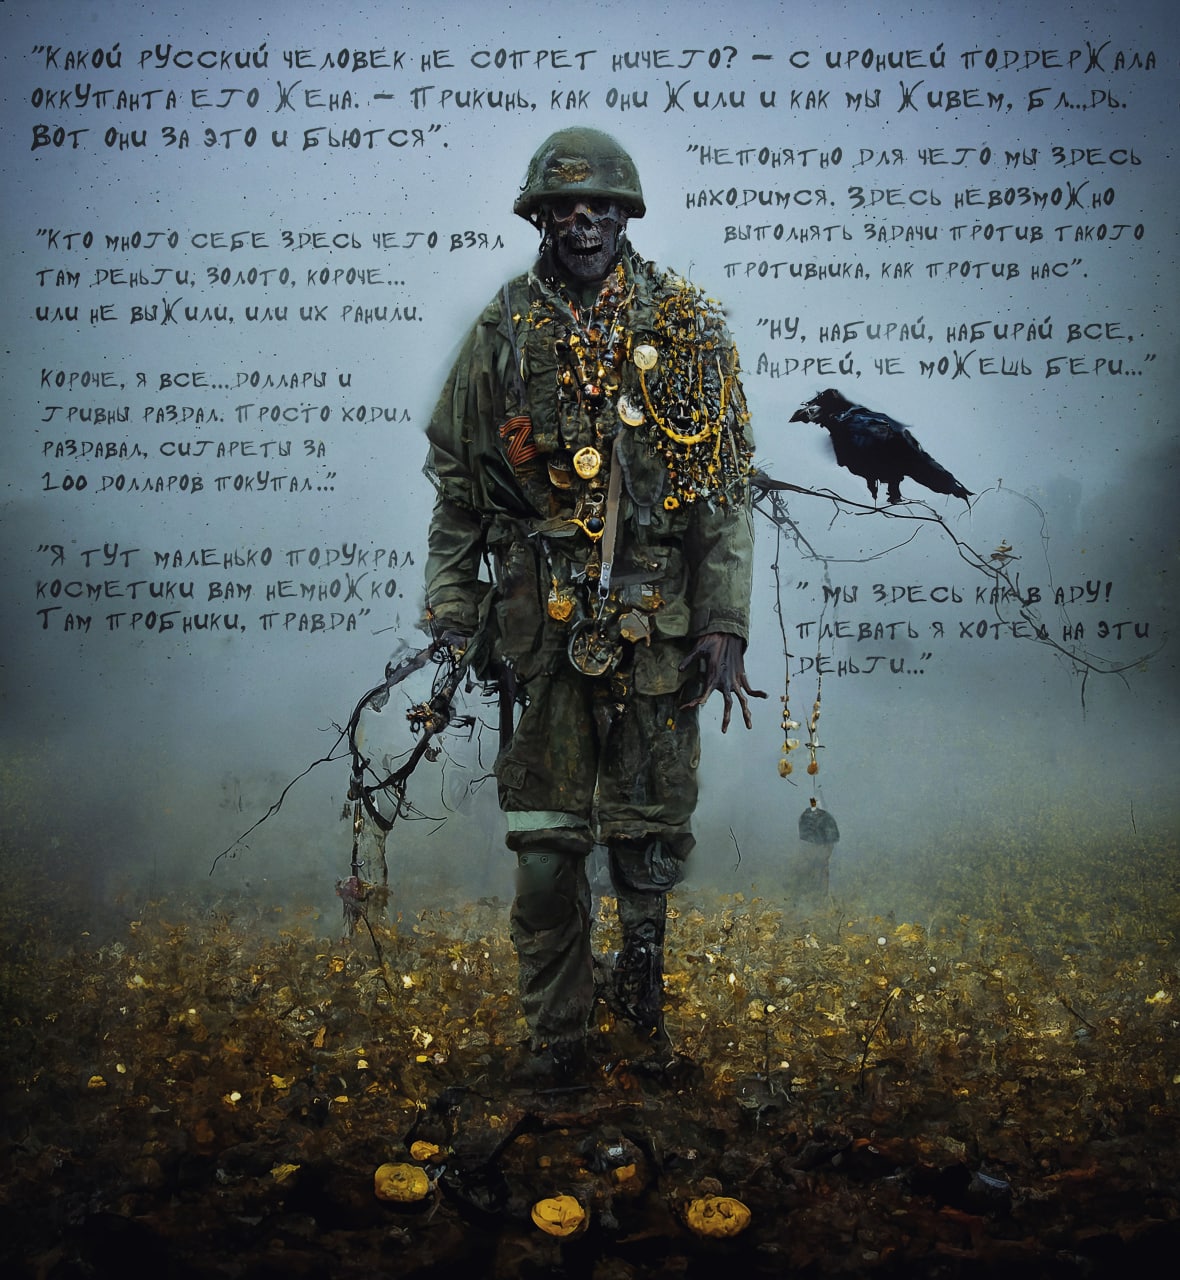 "Какой русский человек не сопрет ничего? – с иронией поддержала
оккупанта его жена. – Прикинь, как они жили и как мы живем, бл...дь.
Вот они за это и бьются".
"Непонятно для чего мы здесь
находимся. Здесь невозможно
выполнять задачи против такого
противника, как против нас".
"Кто много себе здесь чего взял
там деньги, золото, короче...
или не выжили, или их ранили.
Короче, я все...доллары и
гривны раздал. Просто ходил
раздавал, сигареты за
100 долларов покупал..."
"Ну, набирай, набирай все,
Андрей, че можешь бери..."
"Я тут маленько подукрал
косметики вам немножко.
Там пробники, правда"
" Мы здесь как в аду!
Плевать я хотел на эти
деньги..."
Z